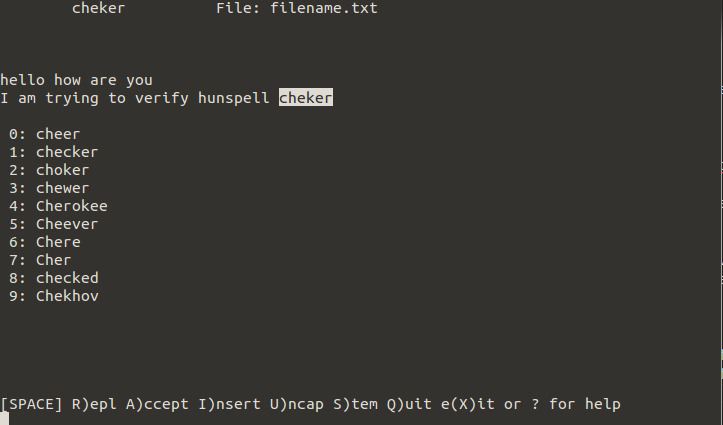 cheker File: filename.txt
hello how are you
I am trying to verify hunspell cheker
0: cheer
1: checker
2: choker
3: chewer
4: Cherokee
5: Cheever
6: Chere
7: Cher
8: checked
9: Chekhov
[SPACE] R)epl A)ccept I)nsert U)ncap S)tem Q)uit e(X)it or ? for help